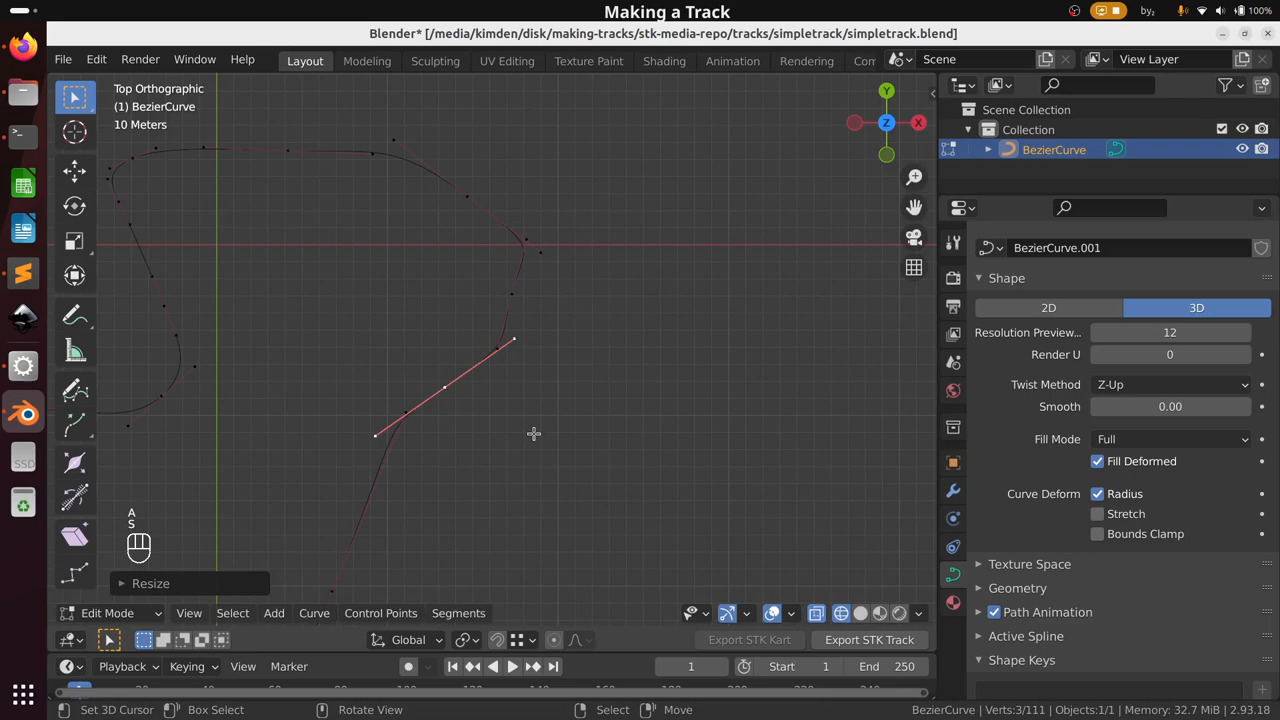 Making a Track
by₂
100%
Blender* [/media/kimden/disk/making-tracks/stk-media-repo/tracks/simpletrack/simpletrack.blend]
File Edit Render Window Help Layout Modeling Sculpting UV Editing Texture Paint Shading Animation Rendering Com Scene View Layer
Top Orthographic
(1) BezierCurve
10 Meters
Y
Z
X
Scene Collection
Collection
BezierCurve
BezierCurve.001
Shape
2D 3D
Resolution Preview... 12
Render U 0
Twist Method Z-Up
Smooth 0.00
Fill Mode Full
Fill Deformed
Curve Deform Radius
Stretch
Bounds Clamp
Texture Space
Geometry
Path Animation
Active Spline
Shape Keys
SSD
A
S
Resize
Edit Mode View Select Add Curve Control Points Segments
Global Export STK Kart Export STK Track
Playback Keying View Marker 1 Start 1 End 250
Set 3D Cursor Box Select Rotate View Select Move BezierCurve | Verts:3/111 | Objects:1/1 | Memory: 32.7 MiB | 2.93.18